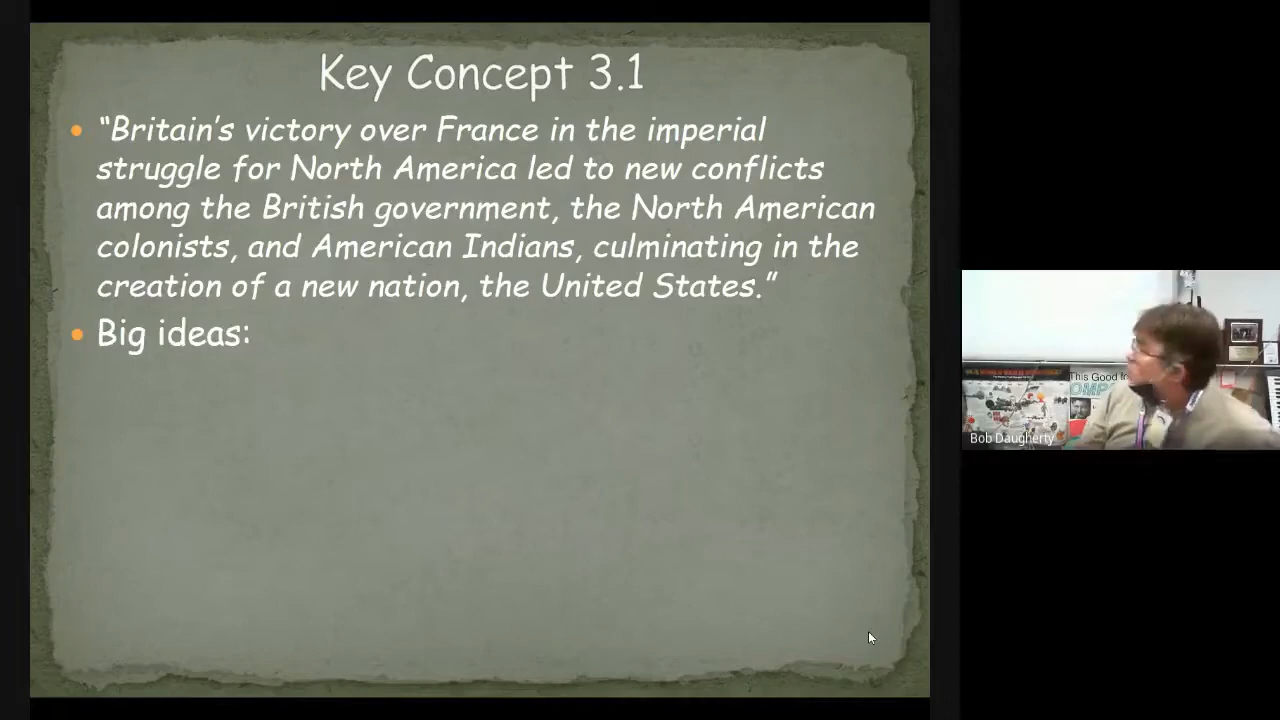 Key Concept 3.1
• “Britain’s victory over France in the imperial
struggle for North America led to new conflicts
among the British government, the North American
colonists, and American Indians, culminating in the
creation of a new nation, the United States.”
• Big ideas:
This Good
Bob Daugherty